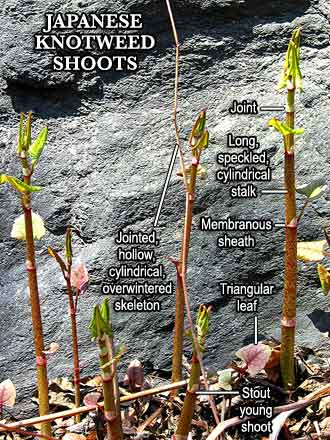 JAPANESE
KNOTWEED
SHOOTS
Joint
Long,
speckled,
cylindrical
stalk
Membranous
sheath
Jointed,
hollow,
cylindrical,
overwintered
skeleton
Triangular
leaf
Stout
young
shoot